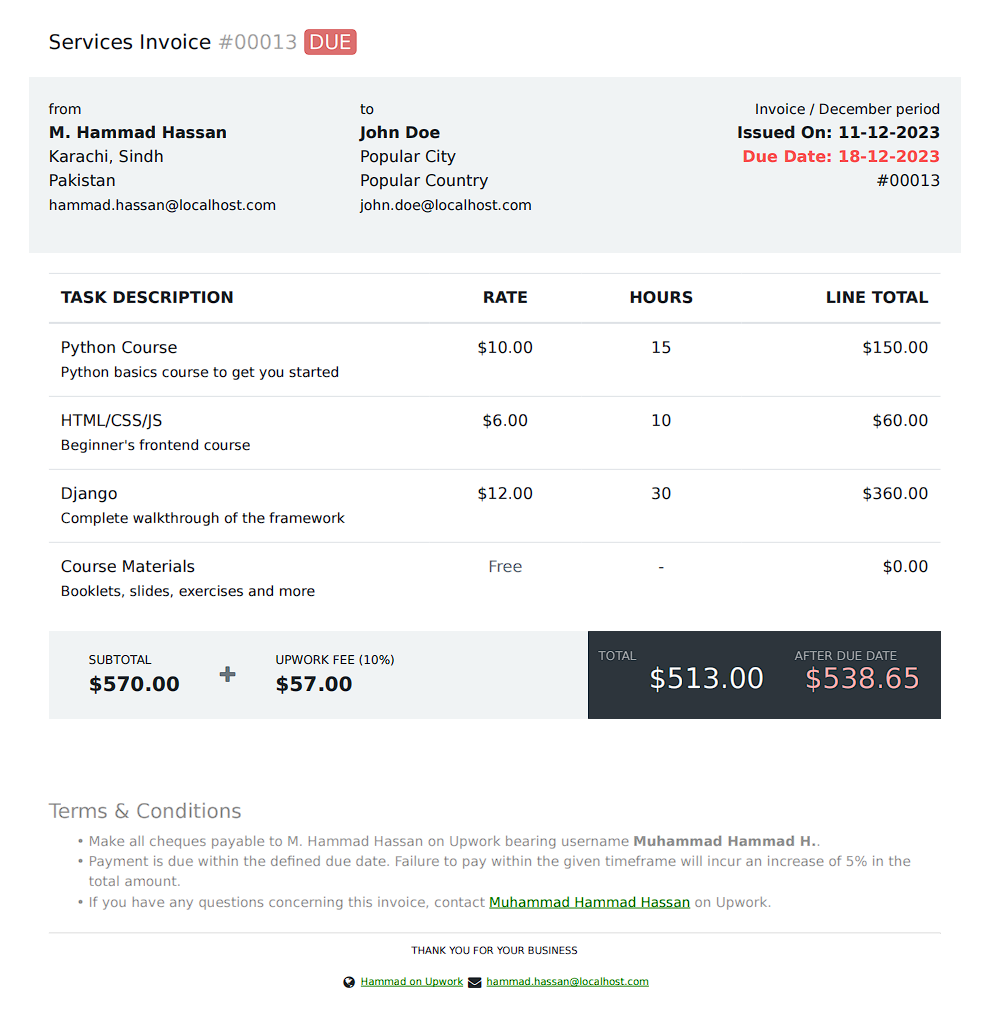 Services Invoice #00013 DUE
from
M. Hammad Hassan
Karachi, Sindh
Pakistan
hammad.hassan@localhost.com
to
John Doe
Popular City
Popular Country
john.doe@localhost.com
Invoice / December period
Issued On: 11-12-2023
Due Date: 18-12-2023
#00013
TASK DESCRIPTION RATE HOURS LINE TOTAL
Python Course $10.00 15 $150.00
Python basics course to get you started
HTML/CSS/JS $6.00 10 $60.00
Beginner's frontend course
Django $12.00 30 $360.00
Complete walkthrough of the framework
Course Materials Free - $0.00
Booklets, slides, exercises and more
SUBTOTAL
$570.00
+
UPWORK FEE (10%)
$57.00
TOTAL
$513.00
AFTER DUE DATE
$538.65
Terms & Conditions
• Make all cheques payable to M. Hammad Hassan on Upwork bearing username Muhammad Hammad H..
• Payment is due within the defined due date. Failure to pay within the given timeframe will incur an increase of 5% in the
total amount.
• If you have any questions concerning this invoice, contact Muhammad Hammad Hassan on Upwork.
THANK YOU FOR YOUR BUSINESS
Hammad on Upwork hammad.hassan@localhost.com